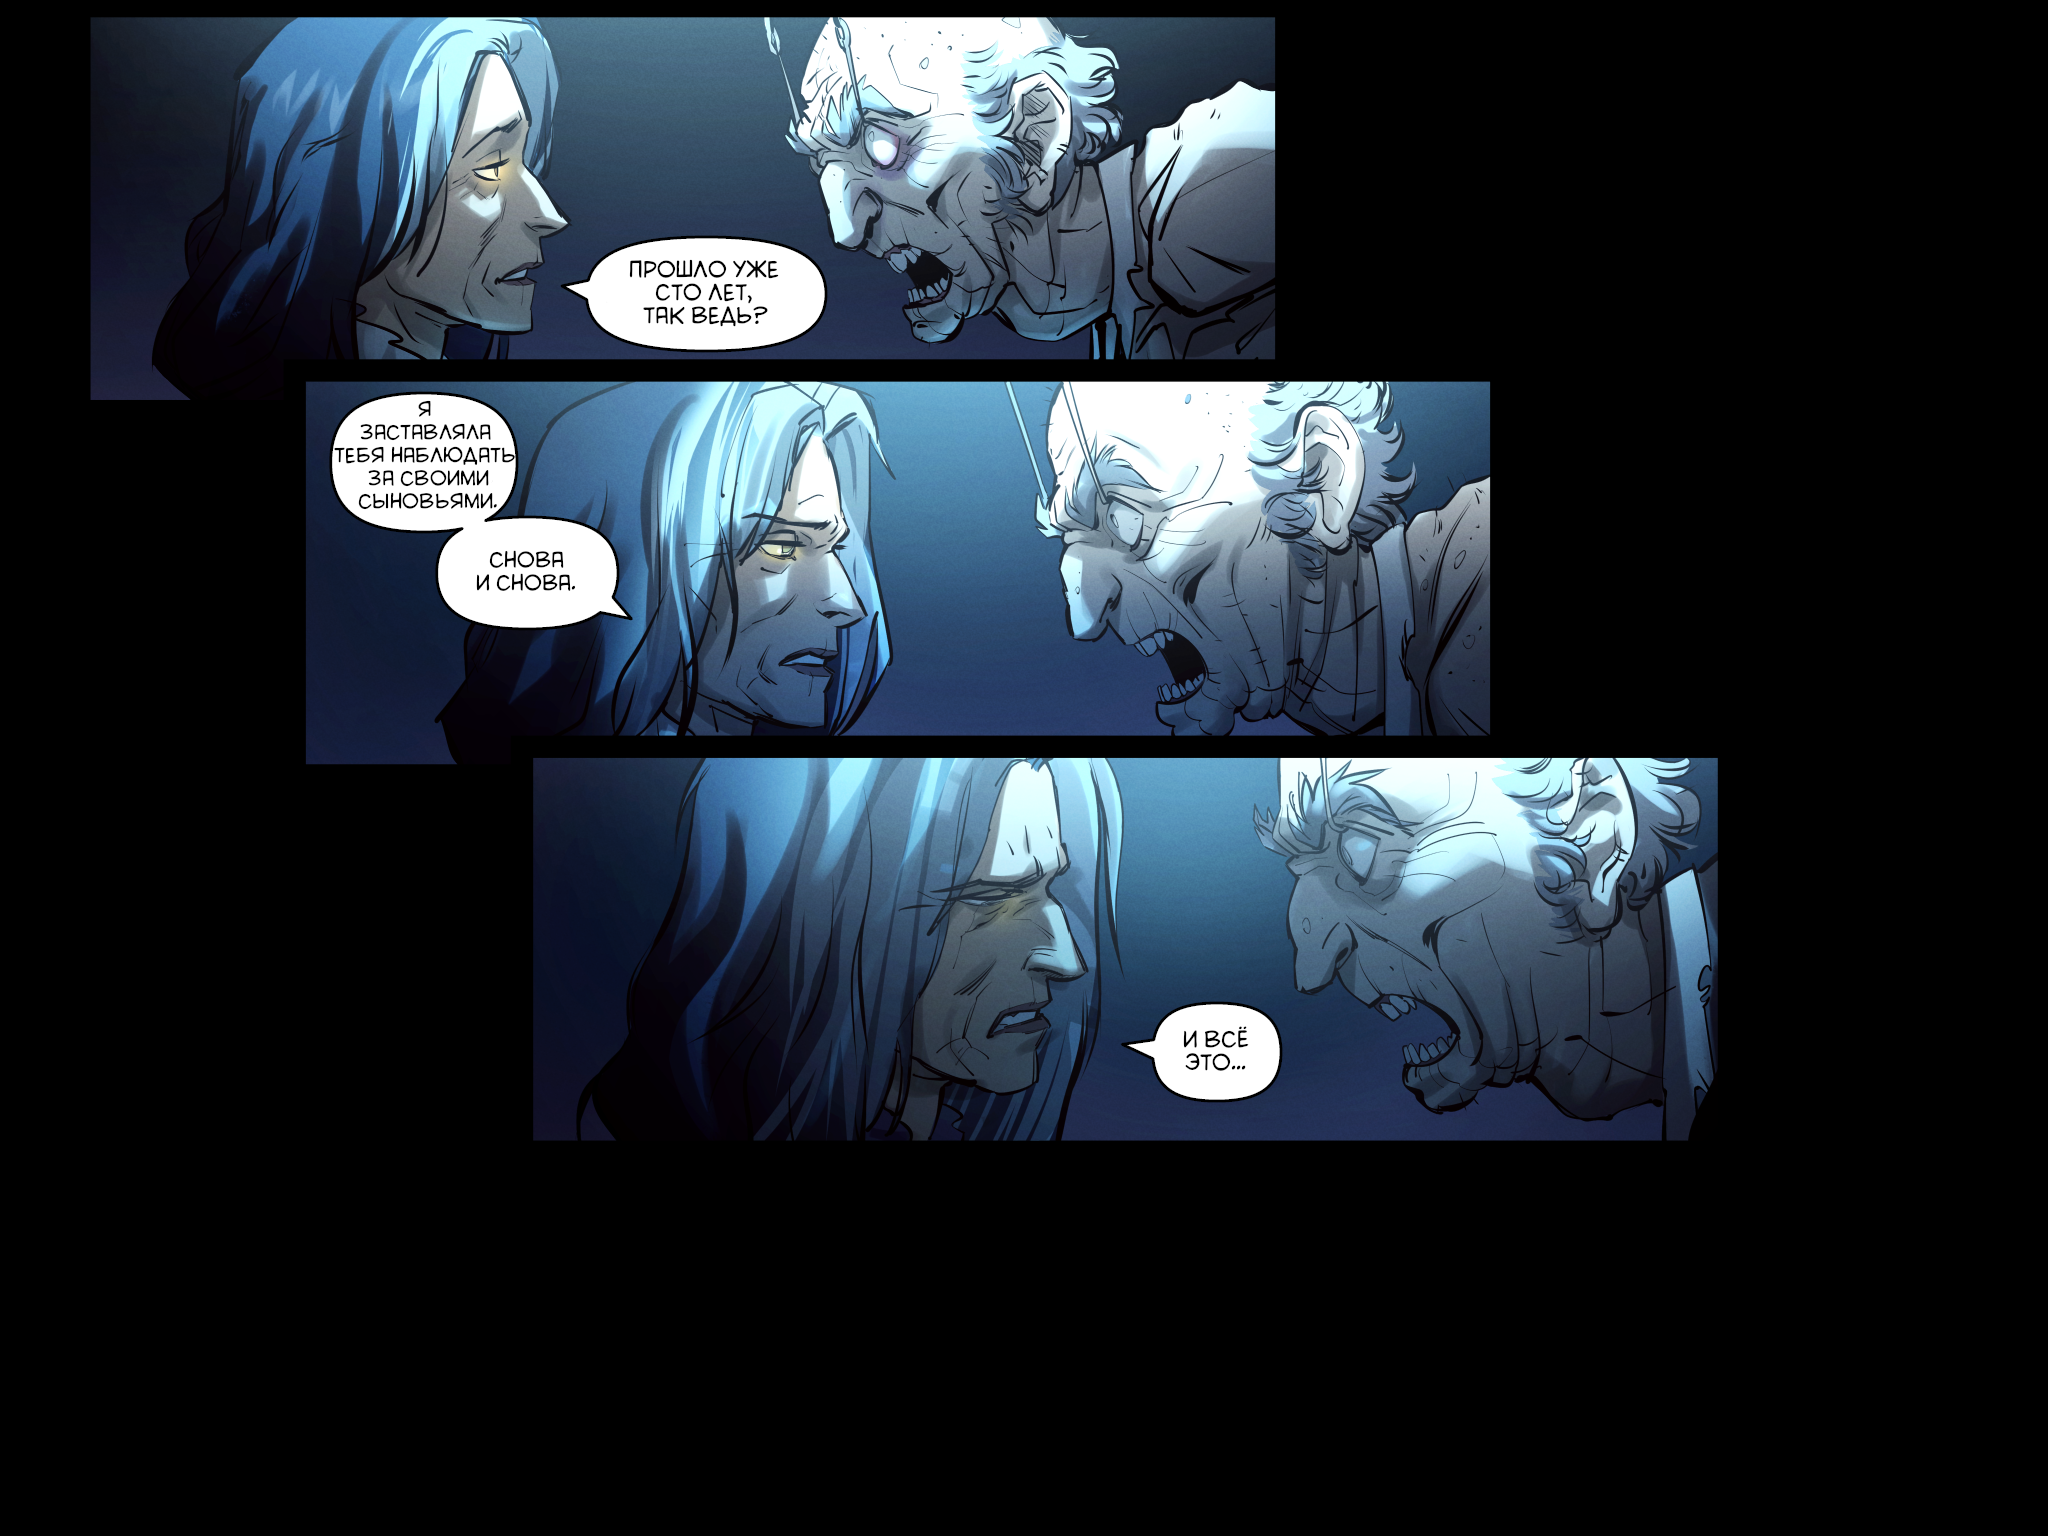 ПРОШЛО УЖЕ
СТО ЛЕТ,
ТАК ВЕДЬ?
Я
ЗАСТАВЛЯЛА
ТЕБЯ НАБЛЮДАТЬ
ЗА СВОИМИ
СЫНОВЬЯМИ.
СНОВА
И СНОВА.
И ВСЁ
ЭТО...